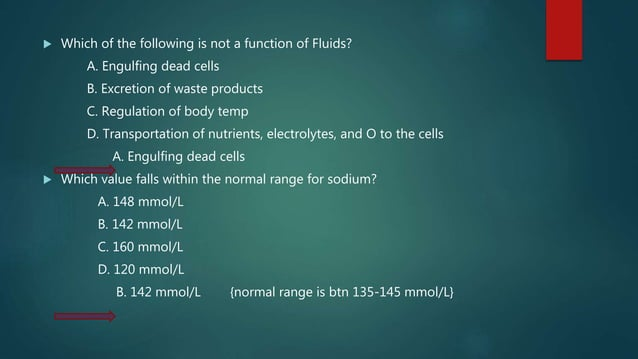 Which of the following is not a function of Fluids?
A. Engulfing dead cells
B. Excretion of waste products
C. Regulation of body temp
D. Transportation of nutrients, electrolytes, and O to the cells
A. Engulfing dead cells
Which value falls within the normal range for sodium?
A. 148 mmol/L
B. 142 mmol/L
C. 160 mmol/L
D. 120 mmol/L
B. 142 mmol/L {normal range is btn 135-145 mmol/L}